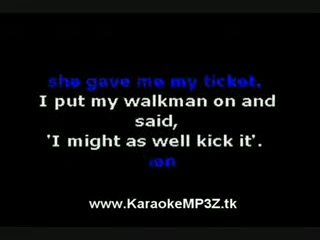 she gave me my ticket.
I put my walkman on and
said,
'I might as well kick it'.
ion
www.KaraokeMP3Z.tk